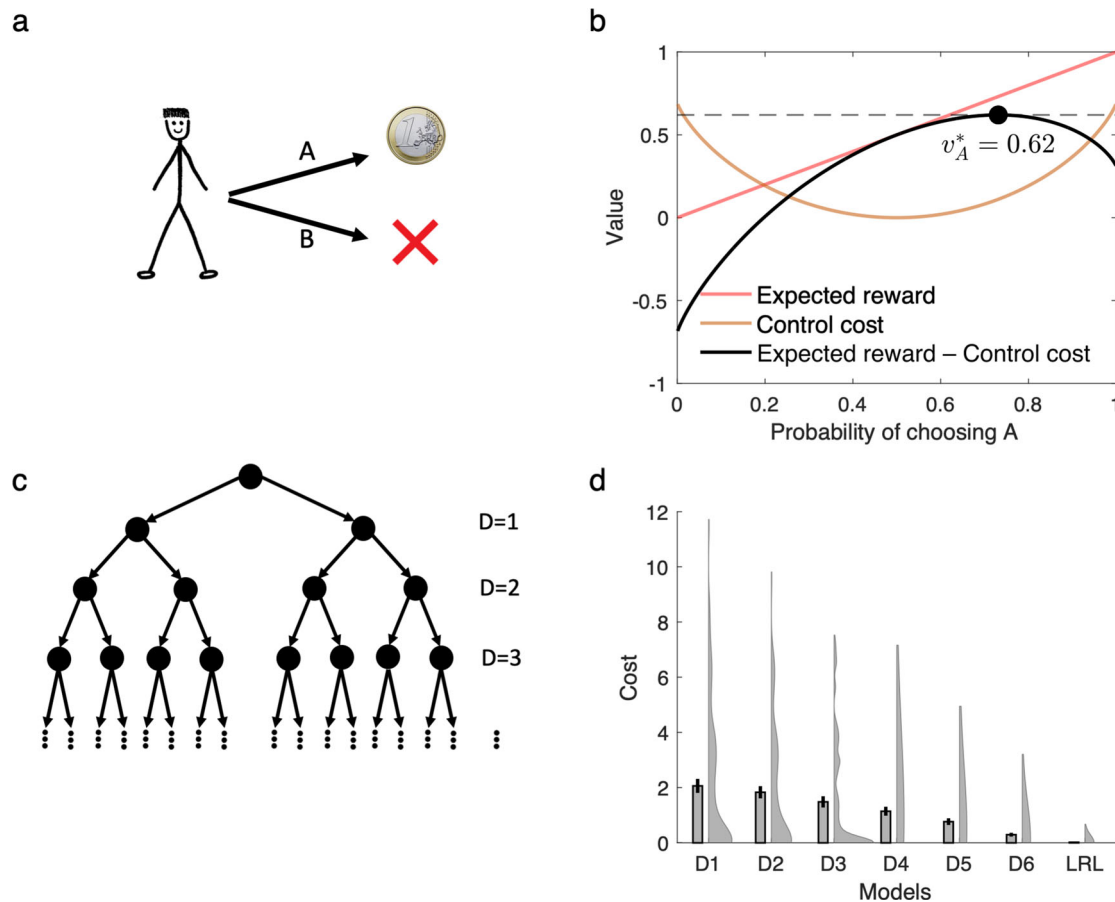 a
A
B
1
b
1
0.5
0
-0.5
-1
Value
v*A = 0.62
Expected reward
Control cost
Expected reward – Control cost
0
0.2
0.4
0.6
0.8
1
Probability of choosing A
c
D=1
D=2
D=3
d
12
10
8
6
4
2
0
Cost
D1
D2
D3
D4
D5
D6
LRL
Models